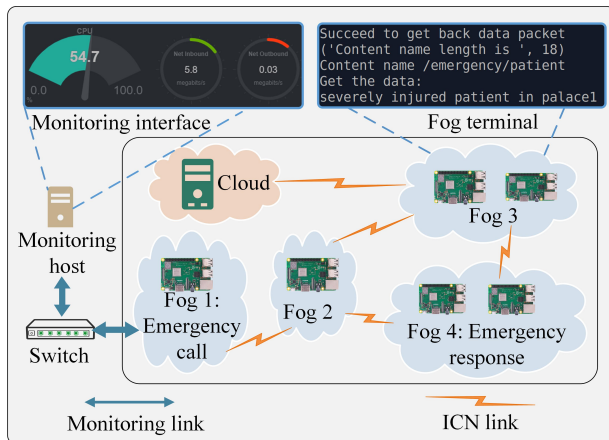 CPU
54.7
0.0
100.0
%
Net Inbound
5.8
megabits/s
Net Outbound
0.03
megabits/s
Succeed to get back data packet
('Content name length is ', 18)
Content name /emergency/patient
Get the data:
severely injured patient in palace1
Monitoring interface
Fog terminal
Cloud
Fog 3
Monitoring
host
Fog 1:
Emergency
call
Fog 2
Fog 4: Emergency
response
Switch
Monitoring link
ICN link